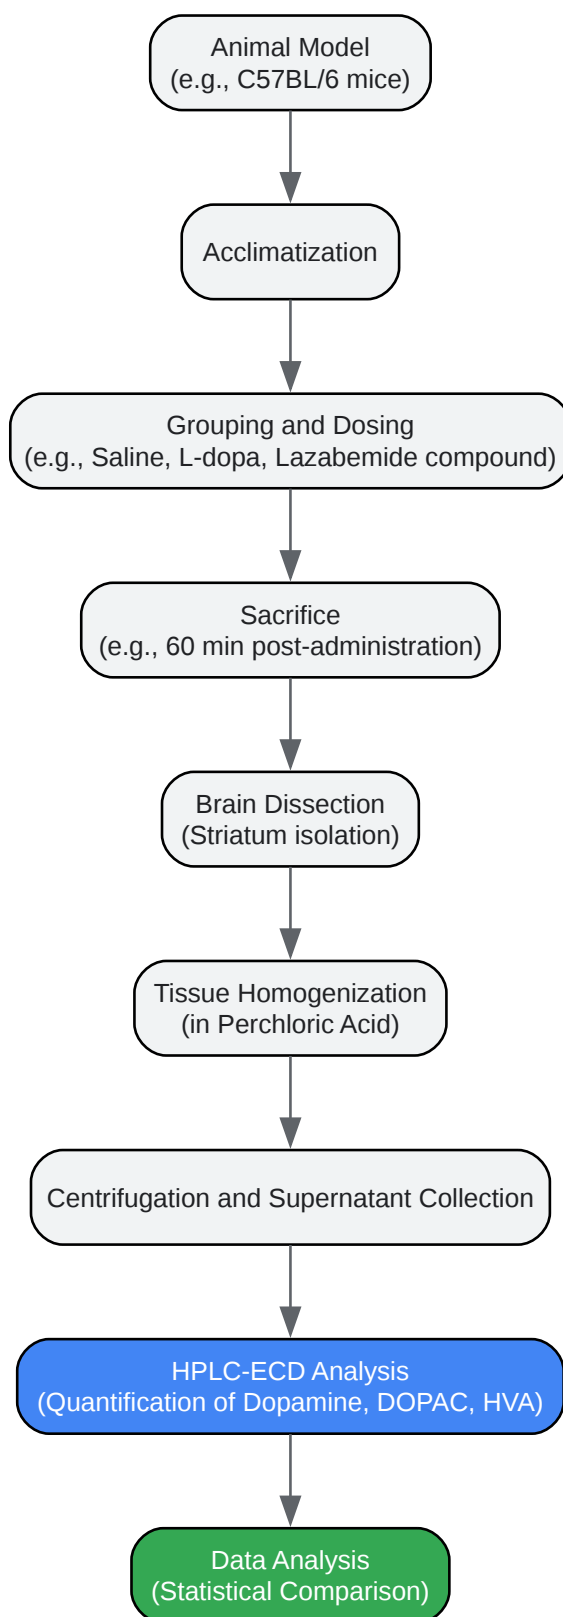 Animal Model
(e.g., C57BL/6 mice)
Acclimatization
Grouping and Dosing
(e.g., Saline, L-dopa, Lazabemide compound)
Sacrifice
(e.g., 60 min post-administration)
Brain Dissection
(Striatum isolation)
Tissue Homogenization
(in Perchloric Acid)
Centrifugation and Supernatant Collection
HPLC-ECD Analysis
(Quantification of Dopamine, DOPAC, HVA)
Data Analysis
(Statistical Comparison)